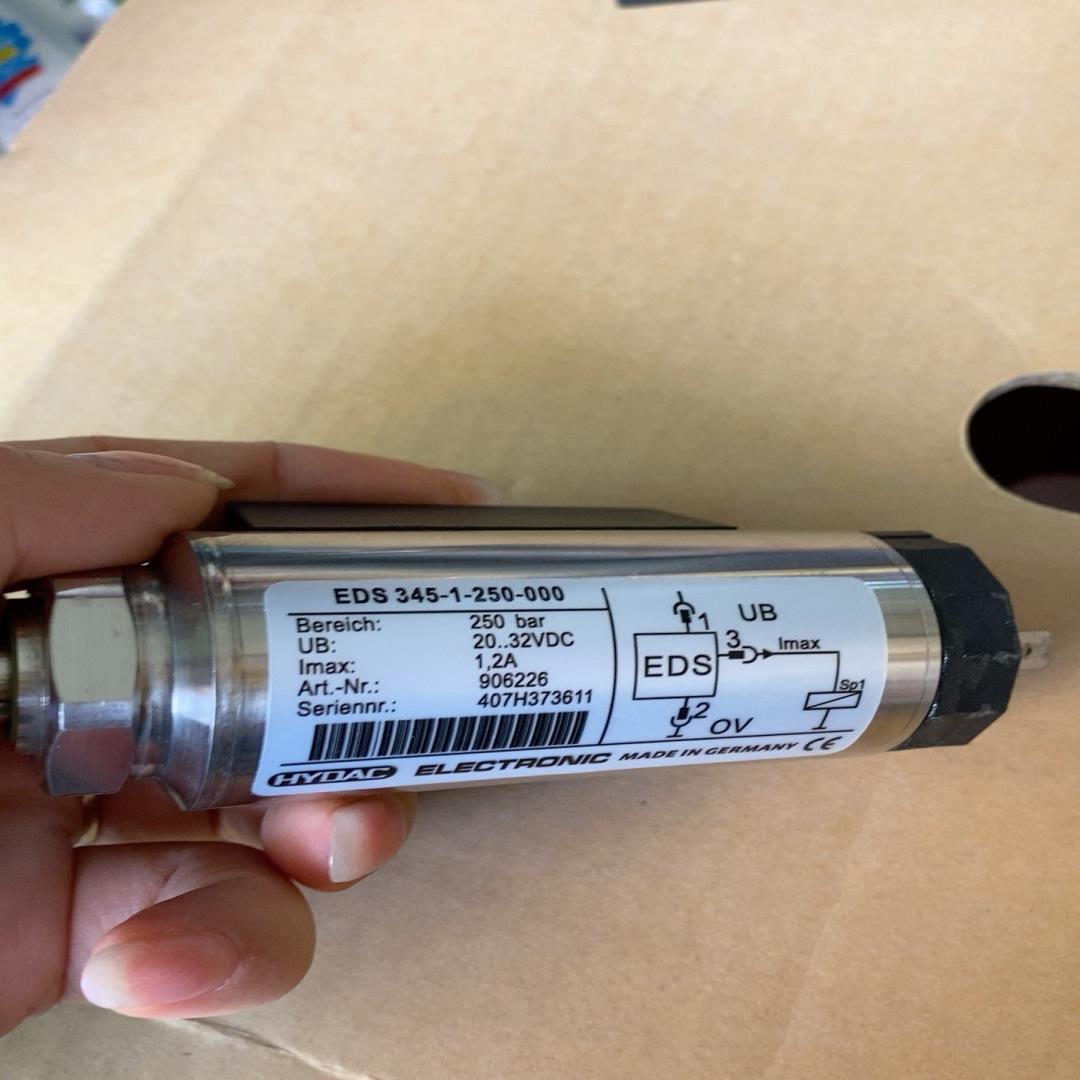 EDS 345-1-250-000
Bereich: 250 bar
UB: 20..32VDC
Imax: 1,2A
Art.-Nr.: 906226
Seriennr.: 407H373611
1 UB
EDS 3 Imax
Sp1
2 0V
HYDAC ELECTRONIC MADE IN GERMANY CE